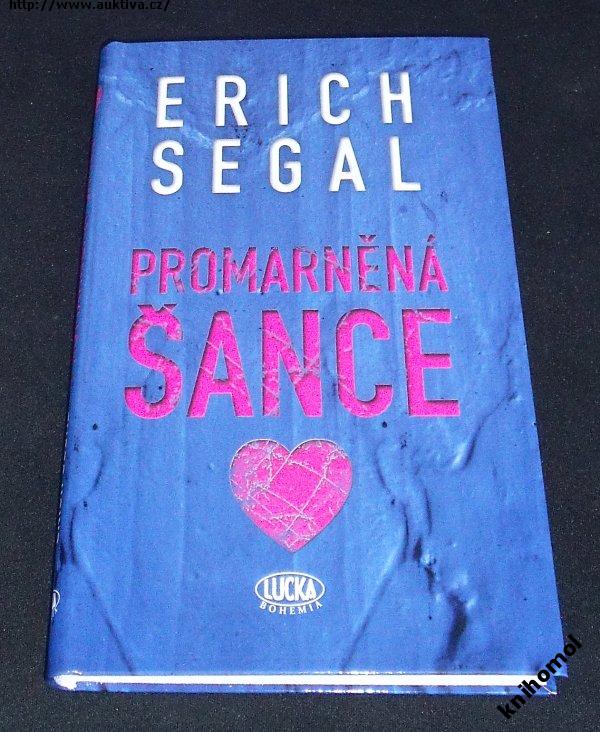 http://www.auktiva.cz/
ERICH
SEGAL
PROMARNĚNÁ
ŠANCE
LUCKA
BOHEMIA
knihomol